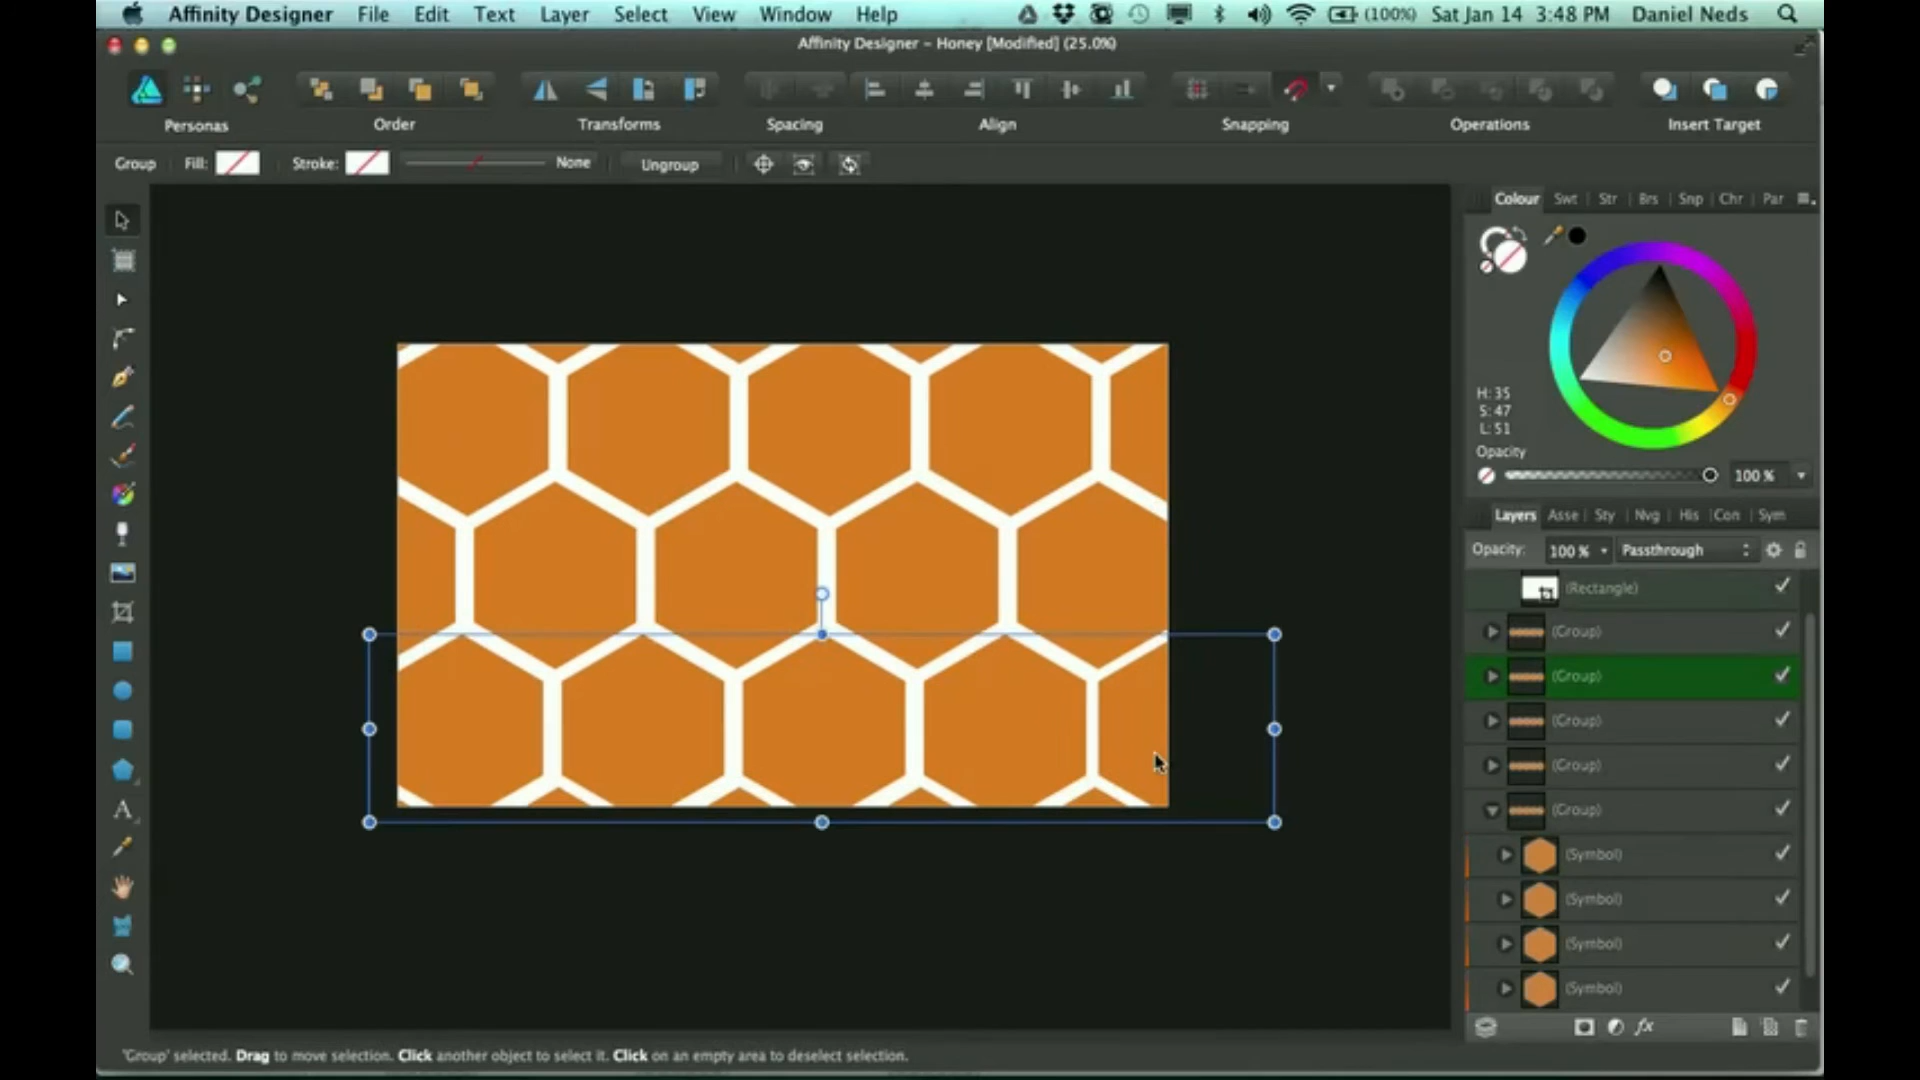 Affinity Designer File Edit Text Layer Select View Window Help (100%) Sat Jan 14 3:48 PM Daniel Neds
Affinity Designer – Honey [Modified] (25.0%)
Personas Order Transforms Spacing Align Snapping Operations Insert Target
Group Fill: Stroke: None Ungroup
Colour Swt Str Brs Snp Chr Par
H: 35
S: 47
L: 51
Opacity
100 %
Layers Asse Sty Nvg His Con Sym
Opacity: 100 % Passthrough
(Rectangle)
(Group)
(Group)
(Group)
(Group)
(Group)
(Symbol)
(Symbol)
(Symbol)
(Symbol)
fx
'Group' selected. Drag to move selection. Click another object to select it. Click on an empty area to deselect selection.